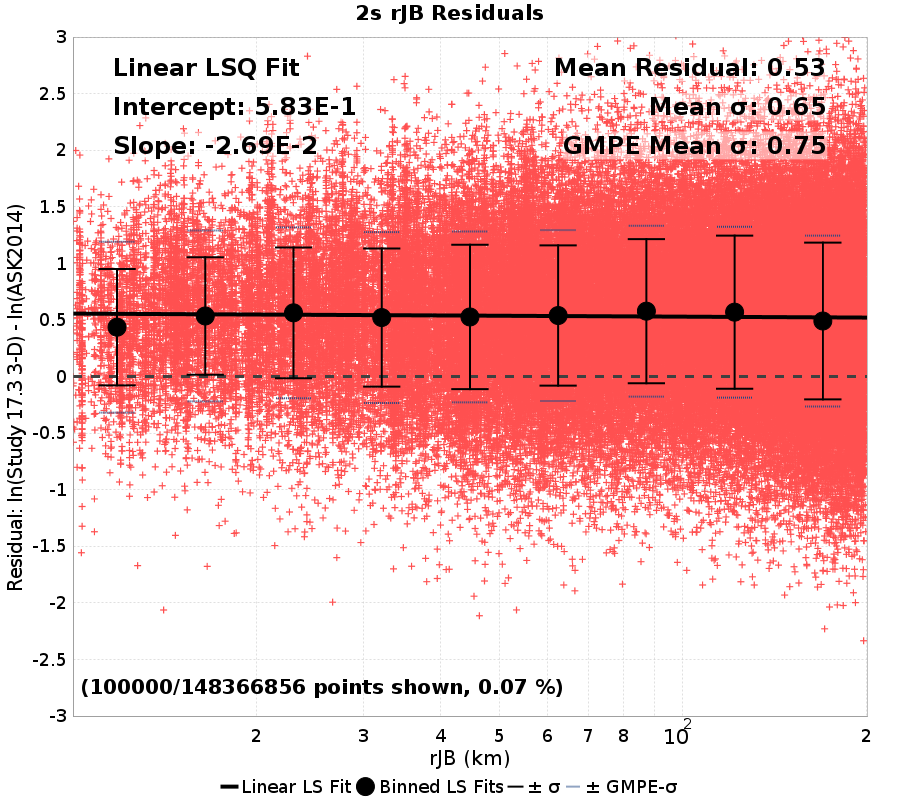 2s rJB Residuals
Linear LSQ Fit
Intercept: 5.83E-1
Slope: -2.69E-2
Mean Residual: 0.53
Mean σ: 0.65
GMPE Mean σ: 0.75
Residual: ln(Study 17.3 3-D) - ln(ASK2014)
3
2.5
2
1.5
1
0.5
0
-0.5
-1
-1.5
-2
-2.5
-3
(100000/148366856 points shown, 0.07 %)
2 3 4 5 6 7 8 10² 2
rJB (km)
Linear LS Fit Binned LS Fits ± σ ± GMPE-σ